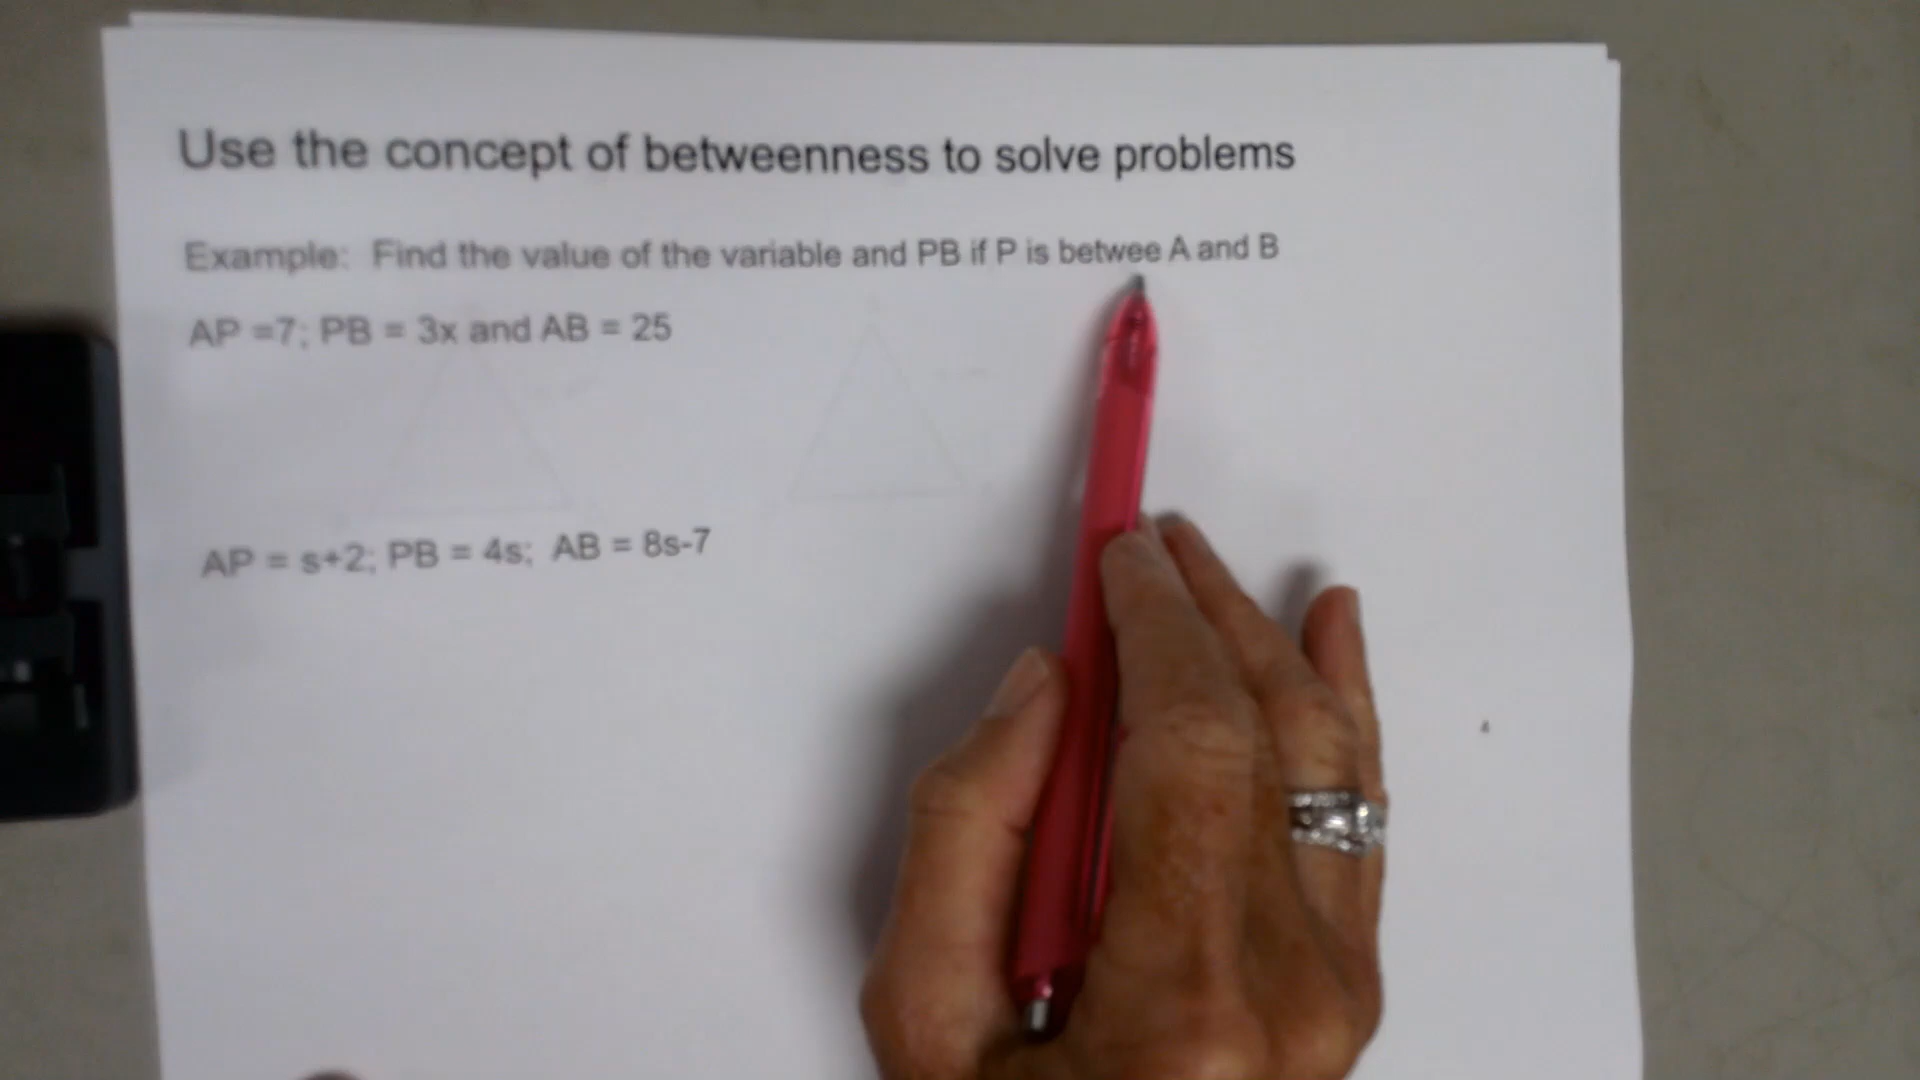 Use the concept of betweenness to solve problems
Example: Find the value of the variable and PB if P is betwee A and B
AP =7; PB = 3x and AB = 25
AP = s+2; PB = 4s; AB = 8s-7
4